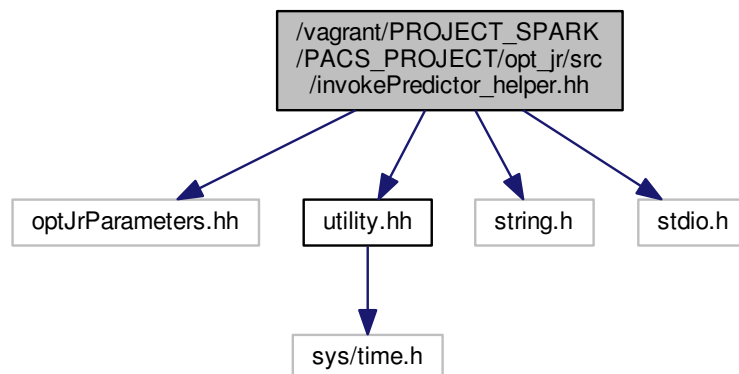 /vagrant/PROJECT_SPARK
/PACS_PROJECT/opt_jr/src
/invokePredictor_helper.hh
optJrParameters.hh
utility.hh
string.h
stdio.h
sys/time.h